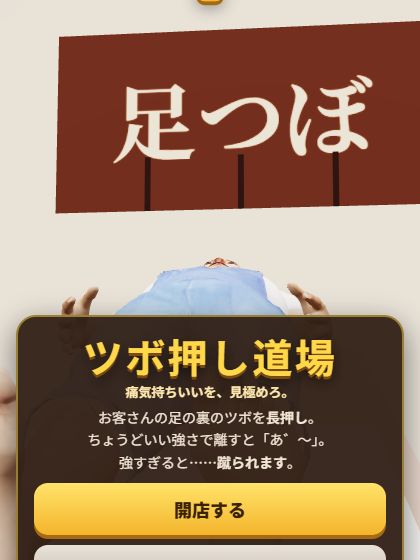 足つぼ
ツボ押し道場
痛気持ちいいを、見極めろ。
お客さんの足の裏のツボを長押し。
ちょうどいい強さで離すと「あ゛〜」。
強すぎると……蹴られます。
開店する